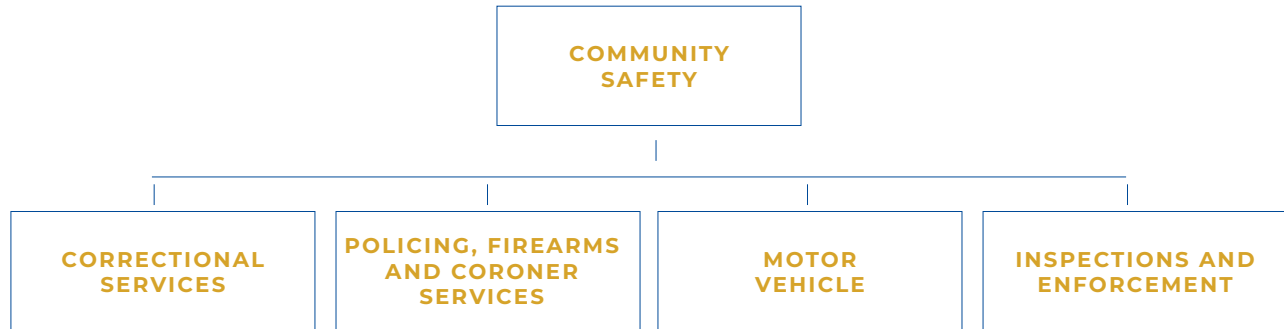 COMMUNITY
SAFETY
CORRECTIONAL
SERVICES
POLICING, FIREARMS
AND CORONER
SERVICES
MOTOR
VEHICLE
INSPECTIONS AND
ENFORCEMENT